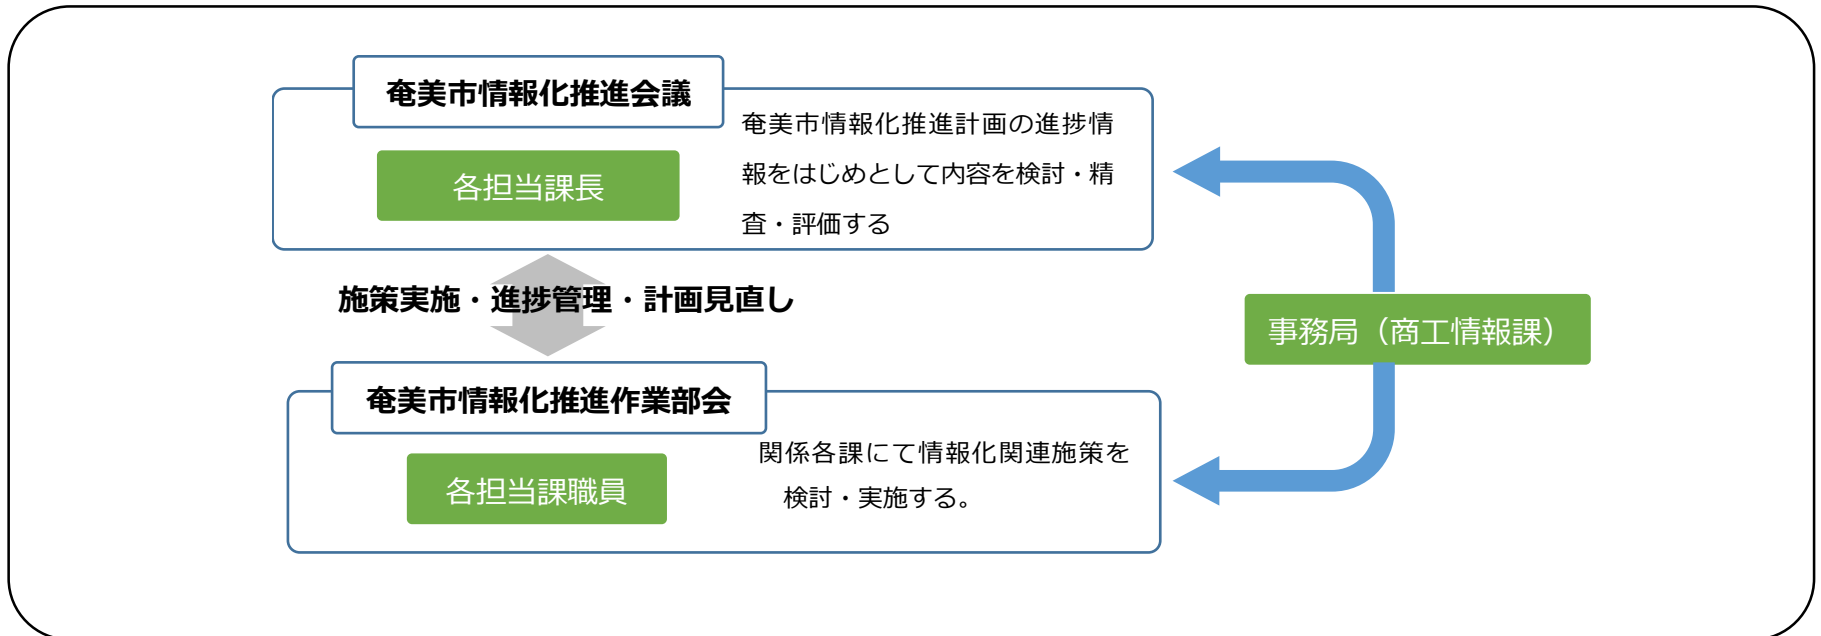 奄美市情報化推進会議
各担当課長
奄美市情報化推進計画の進捗情
報をはじめとして内容を検討・精
査・評価する
施策実施・進捗管理・計画見直し
事務局（商工情報課）
奄美市情報化推進作業部会
各担当課職員
関係各課にて情報化関連施策を
検討・実施する。